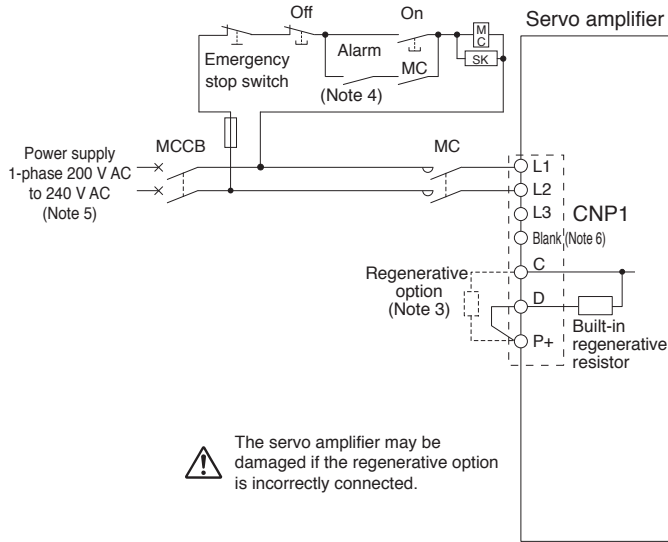 Off
On
Servo amplifier
Emergency
stop switch
Alarm
MC
M
C
SK
(Note 4)
Power supply
1-phase 200 V AC
to 240 V AC
(Note 5)
MCCB
MC
L1
L2
L3
CNP1
Blank (Note 6)
C
Regenerative
option
(Note 3)
D
Built-in
regenerative
resistor
P+
The servo amplifier may be
damaged if the regenerative option
is incorrectly connected.